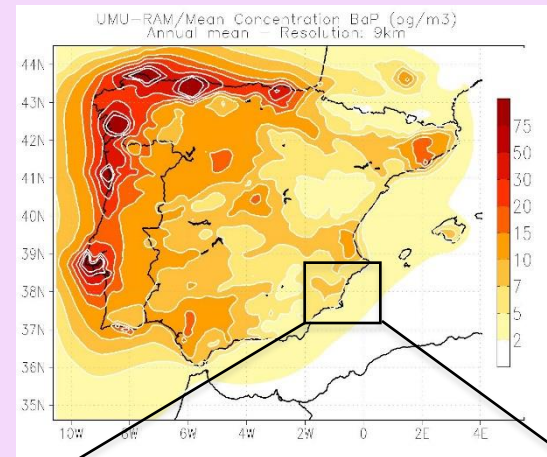 UMU-RAM/Mean Concentration BaP (pg/m3)
Annual mean - Resolution: 9km
44N
43N
42N
41N
40N
39N
38N
37N
36N
35N
10W 8W 6W 4W 2W 0 2E 4E
75
50
30
20
15
10
7
5
2